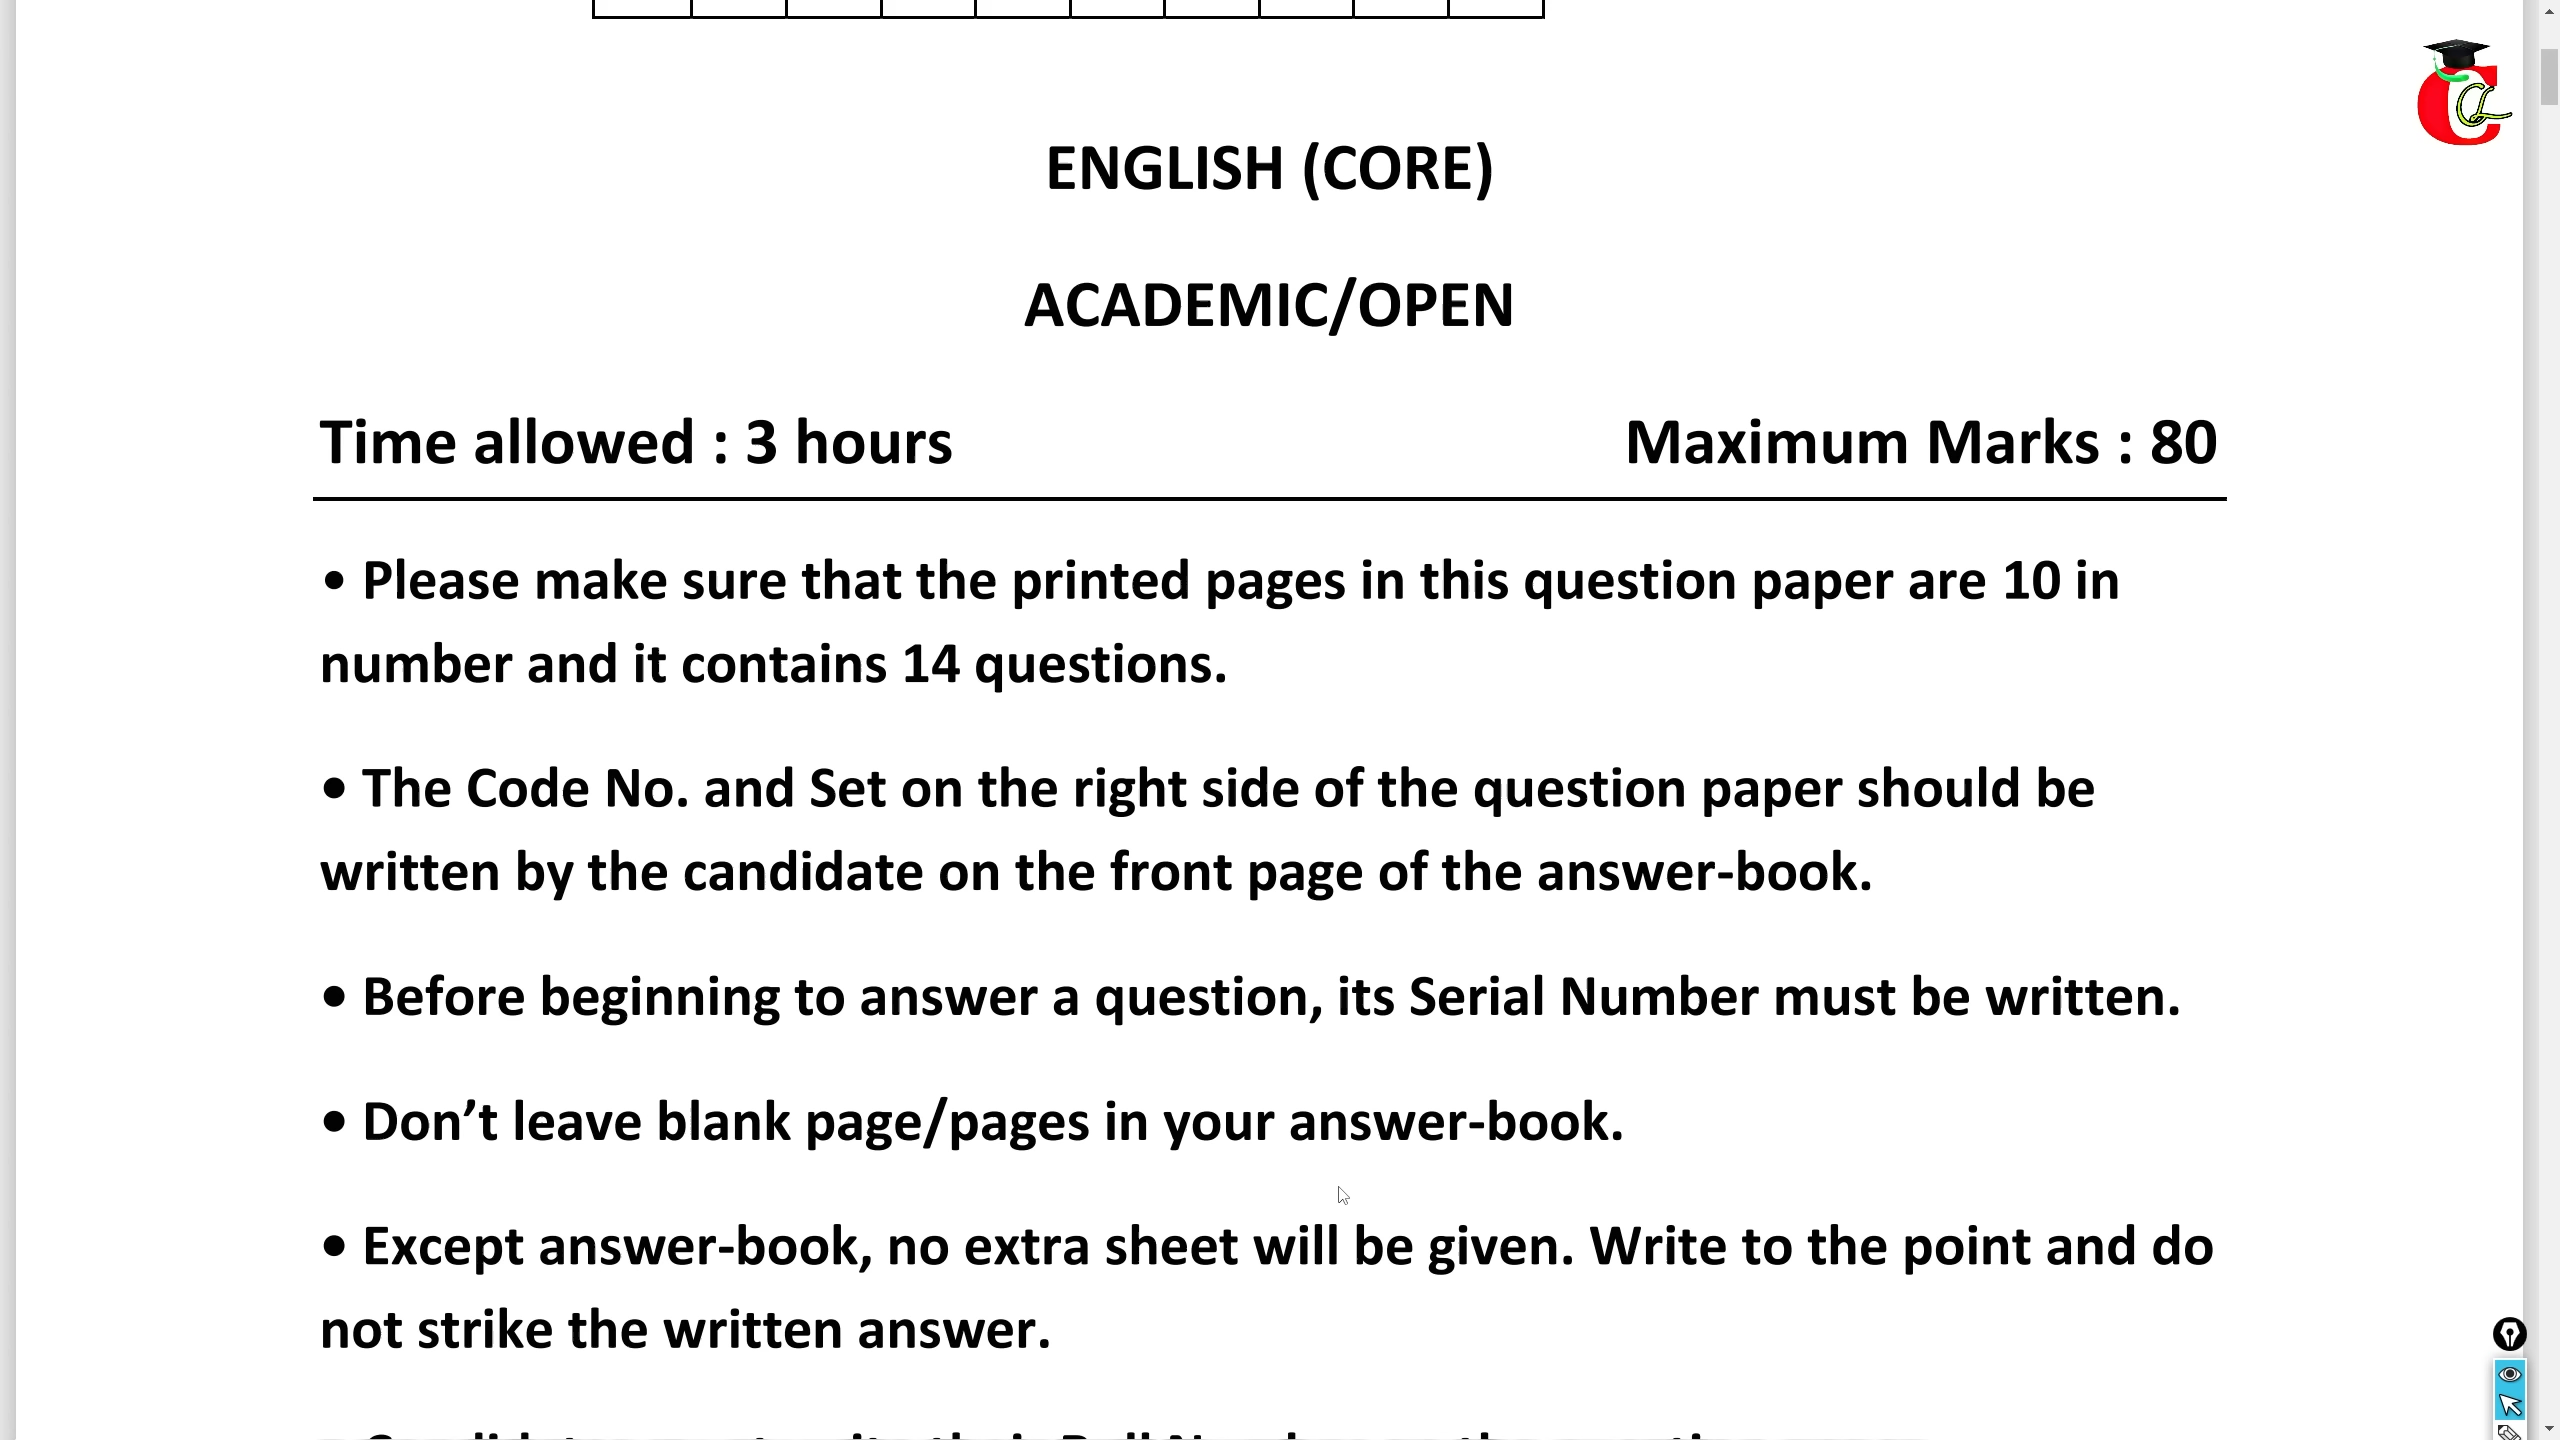 ENGLISH (CORE)
ACADEMIC/OPEN
Time allowed : 3 hours Maximum Marks : 80
• Please make sure that the printed pages in this question paper are 10 in
number and it contains 14 questions.
• The Code No. and Set on the right side of the question paper should be
written by the candidate on the front page of the answer-book.
• Before beginning to answer a question, its Serial Number must be written.
• Don’t leave blank page/pages in your answer-book.
• Except answer-book, no extra sheet will be given. Write to the point and do
not strike the written answer.